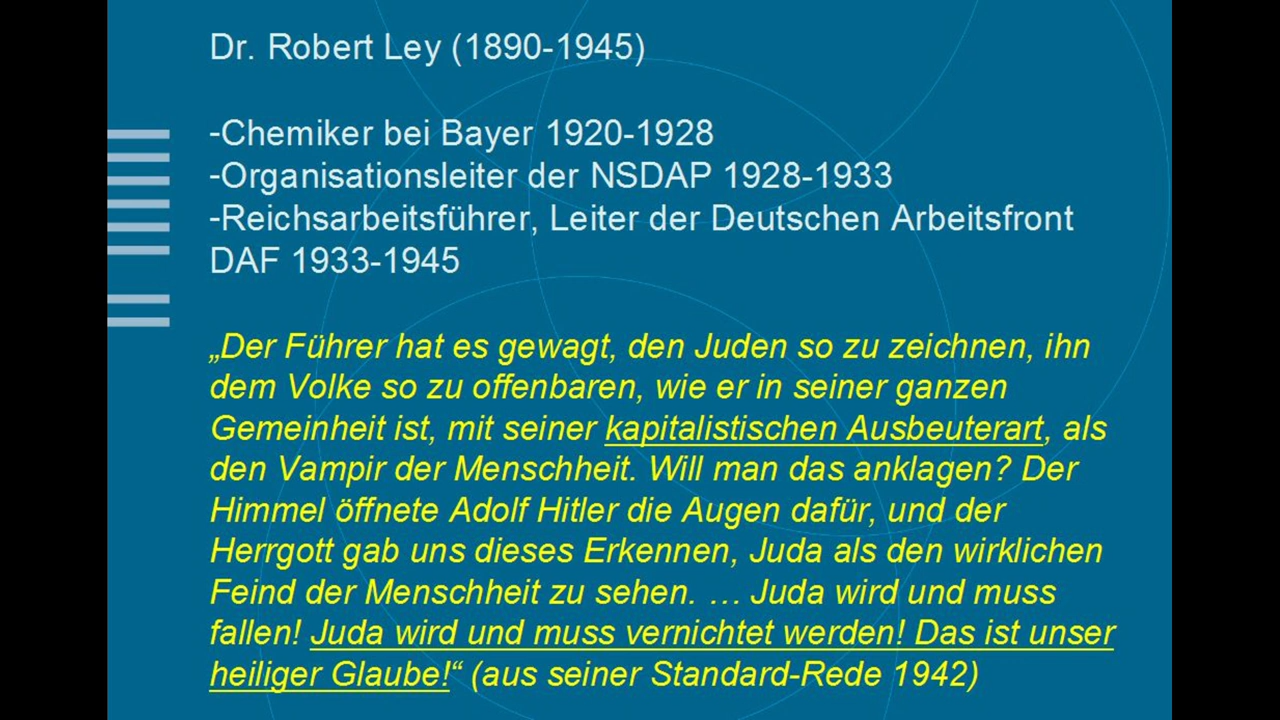 Dr. Robert Ley (1890-1945)
-Chemiker bei Bayer 1920-1928
-Organisationsleiter der NSDAP 1928-1933
-Reichsarbeitsführer, Leiter der Deutschen Arbeitsfront
DAF 1933-1945
„Der Führer hat es gewagt, den Juden so zu zeichnen, ihn
dem Volke so zu offenbaren, wie er in seiner ganzen
Gemeinheit ist, mit seiner kapitalistischen Ausbeuterart, als
den Vampir der Menschheit. Will man das anklagen? Der
Himmel öffnete Adolf Hitler die Augen dafür, und der
Herrgott gab uns dieses Erkennen, Juda als den wirklichen
Feind der Menschheit zu sehen. … Juda wird und muss
fallen! Juda wird und muss vernichtet werden! Das ist unser
heiliger Glaube!“ (aus seiner Standard-Rede 1942)